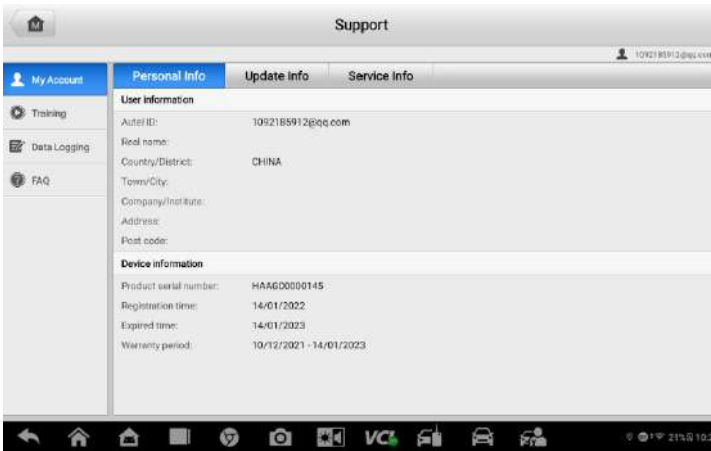 M
Support
1092185912@qq.com
My Account
Training
Data Logging
FAQ
Personal Info
Update Info
Service Info
User information
Autel ID: 1092185912@qq.com
Real name:
Country/District: CHINA
Town/City:
Company/Institute:
Address:
Post code:
Device information
Product serial number: HAAGD0000145
Registration time: 14/01/2022
Expired time: 14/01/2023
Warranty period: 10/12/2021 - 14/01/2023
VCI
21%